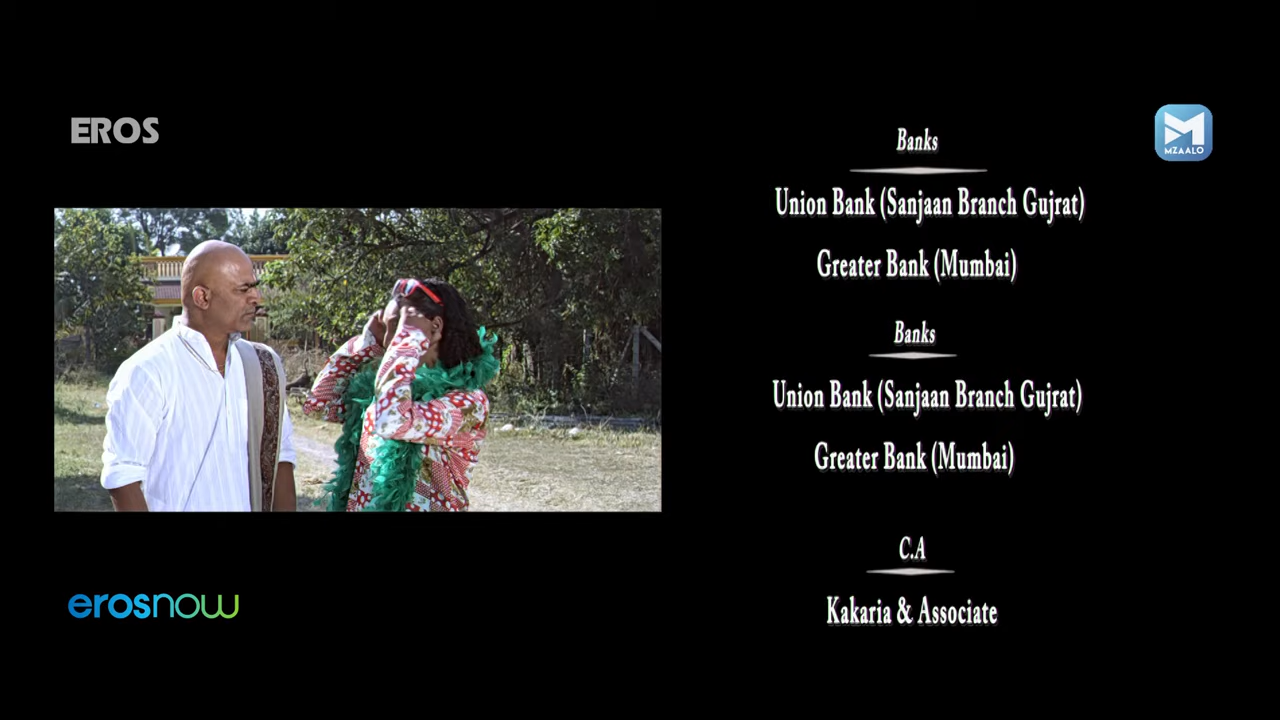 EROS
Banks
MZAALO
Union Bank (Sanjaan Branch Gujrat)
Greater Bank (Mumbai)
Banks
Union Bank (Sanjaan Branch Gujrat)
Greater Bank (Mumbai)
C.A
erosnow
Kakaria & Associate